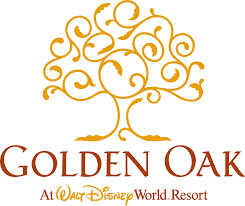 GOLDEN OAK
At Walt Disney World. Resort